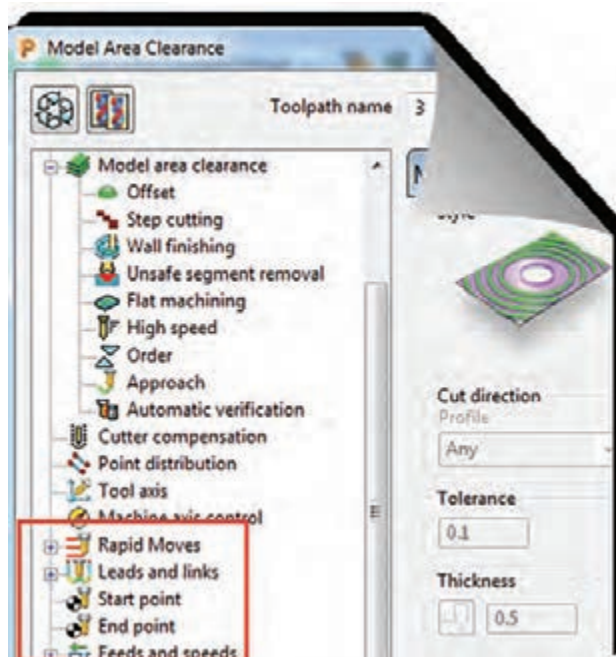 Model Area Clearance
Toolpath name 3
Model area clearance
Offset
Step cutting
Wall finishing
Unsafe segment removal
Flat machining
High speed
Order
Approach
Automatic verification
Cutter compensation
Point distribution
Tool axis
Machine axis control
Rapid Moves
Leads and links
Start point
End point
Feeds and speeds
Style
Cut direction
Profile
Any
Tolerance
0.1
Thickness
0.5